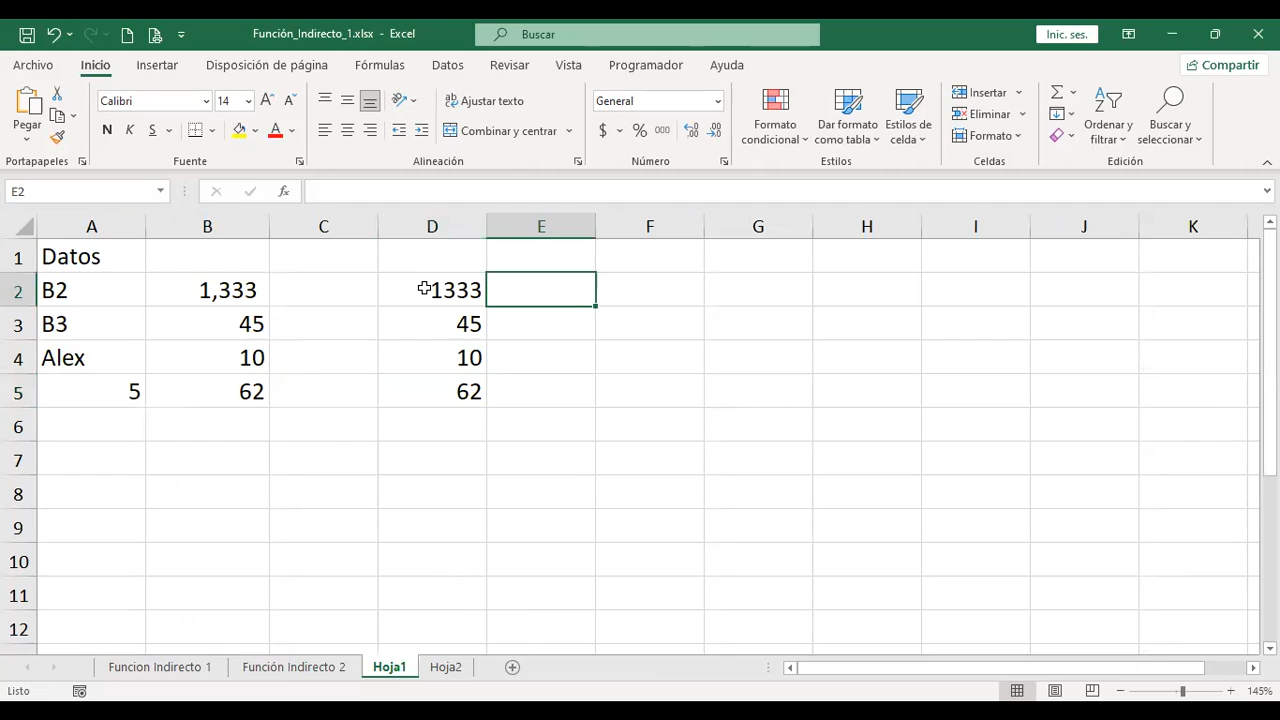 Función_Indirecto_1.xlsx - Excel
Buscar
Inic. ses.
Archivo Inicio Insertar Disposición de página Fórmulas Datos Revisar Vista Programador Ayuda Compartir
Pegar
Portapapeles
Calibri 14
N K S
Fuente
Ajustar texto
Combinar y centrar
Alineación
General
$ % 000
Número
Formato condicional
Dar formato como tabla
Estilos de celda
Estilos
Insertar
Eliminar
Formato
Celdas
Ordenar y filtrar
Buscar y seleccionar
Edición
E2 fx
A B C D E F G H I J K
1 Datos
2 B2 1,333 1333
3 B3 45 45
4 Alex 10 10
5 5 62 62
6
7
8
9
10
11
12
Funcion Indirecto 1 Función Indirecto 2 Hoja1 Hoja2
Listo 145%